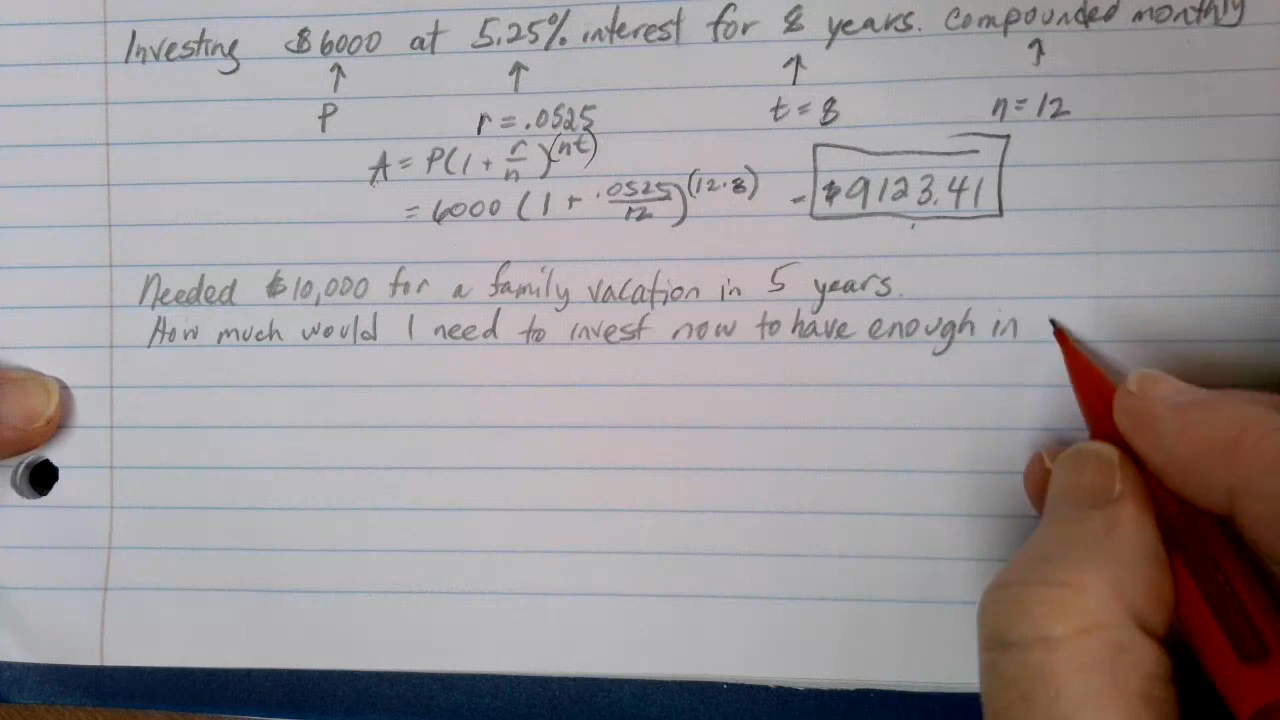 Investing $6000 at 5.25% interest for 8 years. compounded monthly
↑ ↑ ↑ ↑
P r = .0525 t = 8 n = 12
A = P(1 + r/n)^(nt)
= 6000 (1 + .0525/12)^(12·8) = $9123.41
Needed $10,000 for a family vacation in 5 years.
How much would I need to invest now to have enough in